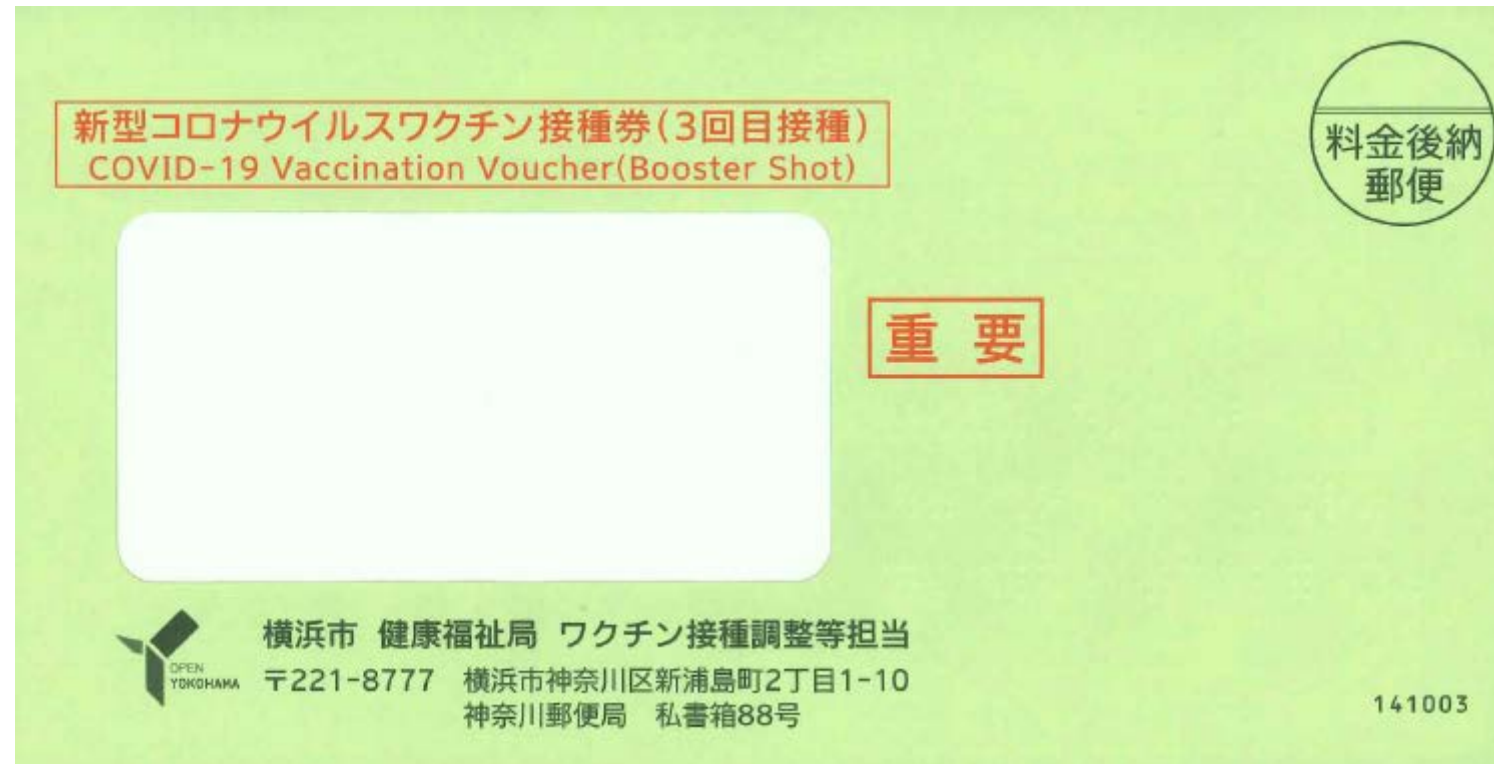 新型コロナウイルスワクチン接種券(3回目接種)
COVID-19 Vaccination Voucher(Booster Shot)
料金後納
郵便
重 要
OPEN
YOKOHAMA
横浜市 健康福祉局 ワクチン接種調整等担当
〒221-8777 横浜市神奈川区新浦島町2丁目1-10
神奈川郵便局 私書箱88号
141003